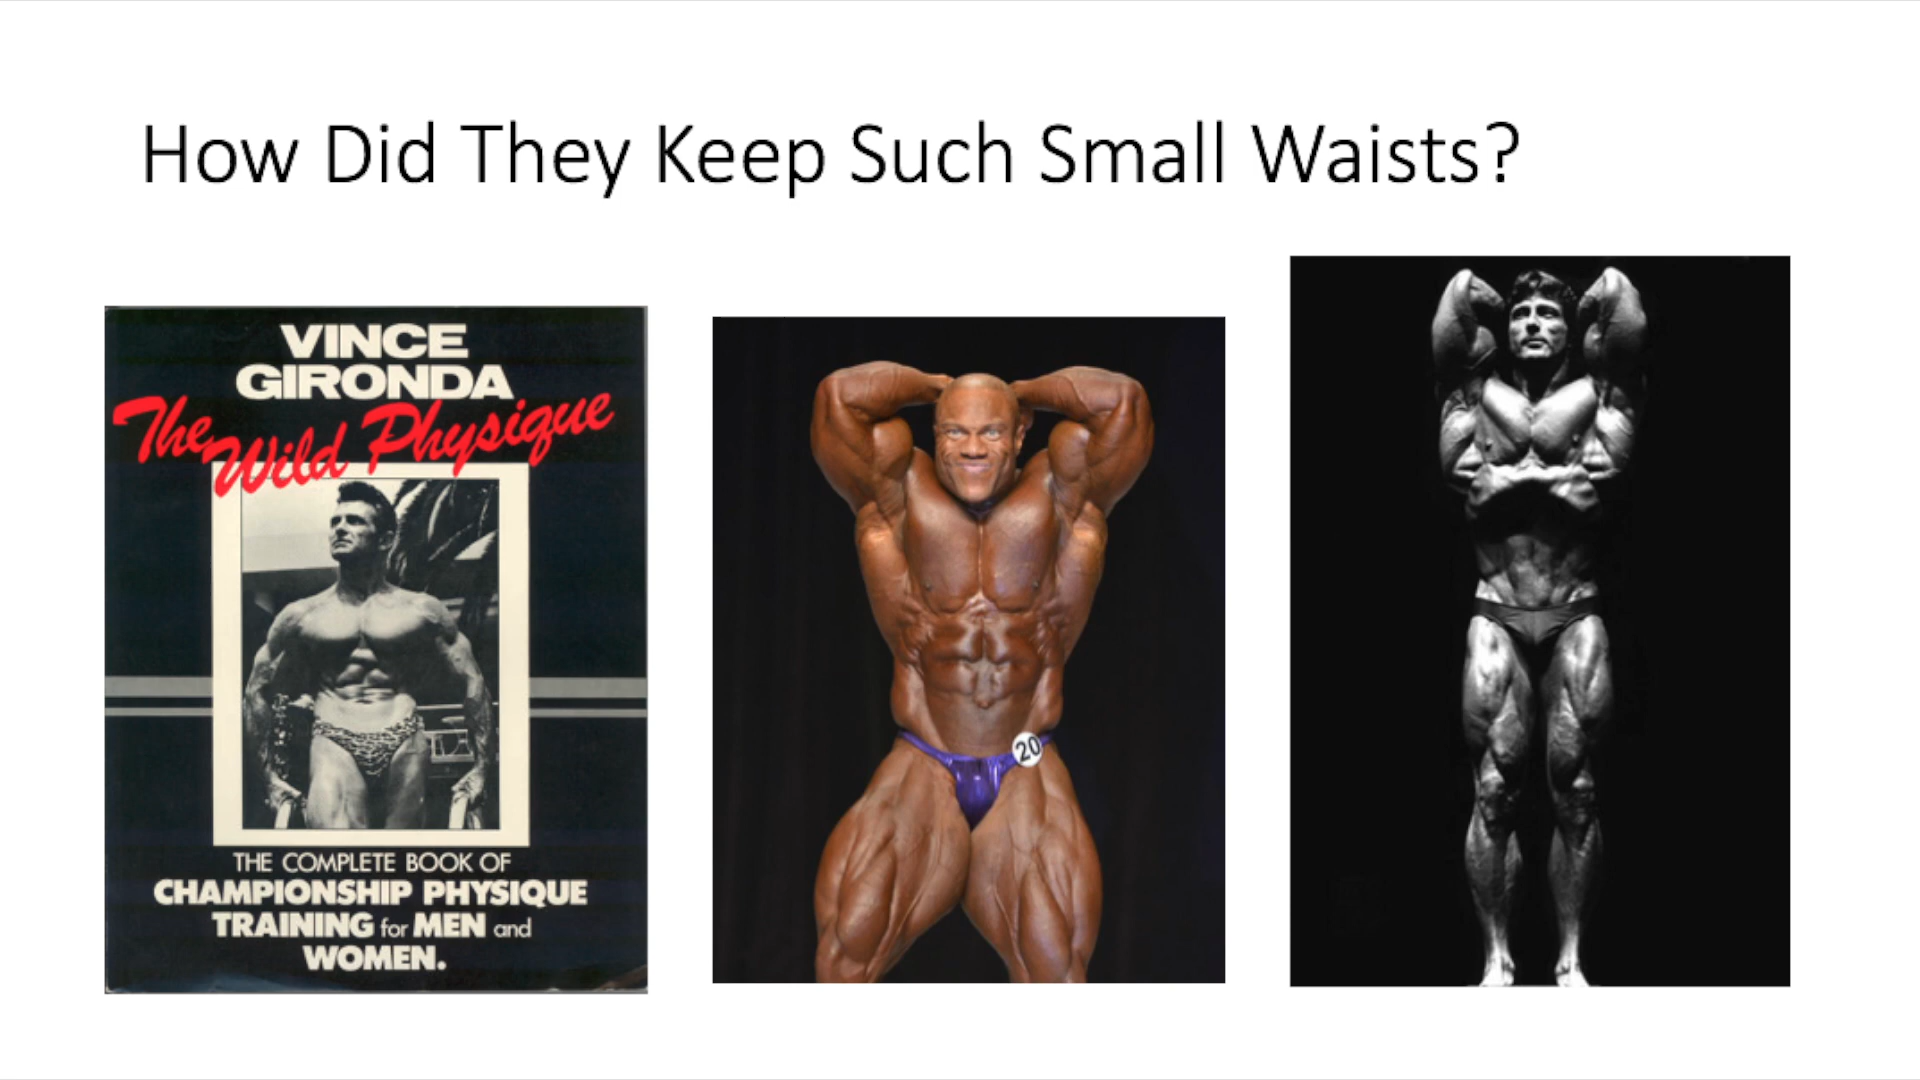 How Did They Keep Such Small Waists?
VINCE
GIRONDA
The
Wild Physique
THE COMPLETE BOOK OF
CHAMPIONSHIP PHYSIQUE
TRAINING for MEN and
WOMEN.
20